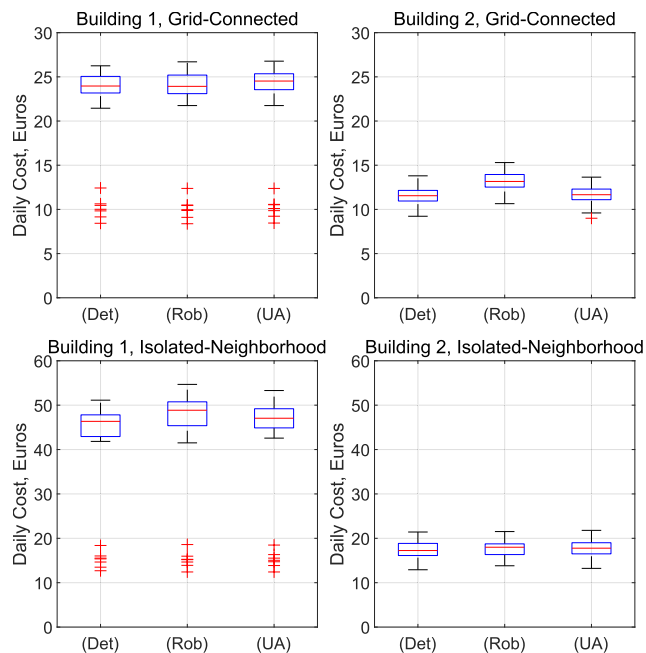 Building 1, Grid-Connected
Daily Cost, Euros
30
25
20
15
10
5
0
(Det) (Rob) (UA)
Building 2, Grid-Connected
Daily Cost, Euros
30
25
20
15
10
5
0
(Det) (Rob) (UA)
Building 1, Isolated-Neighborhood
Daily Cost, Euros
60
50
40
30
20
10
0
(Det) (Rob) (UA)
Building 2, Isolated-Neighborhood
Daily Cost, Euros
60
50
40
30
20
10
0
(Det) (Rob) (UA)